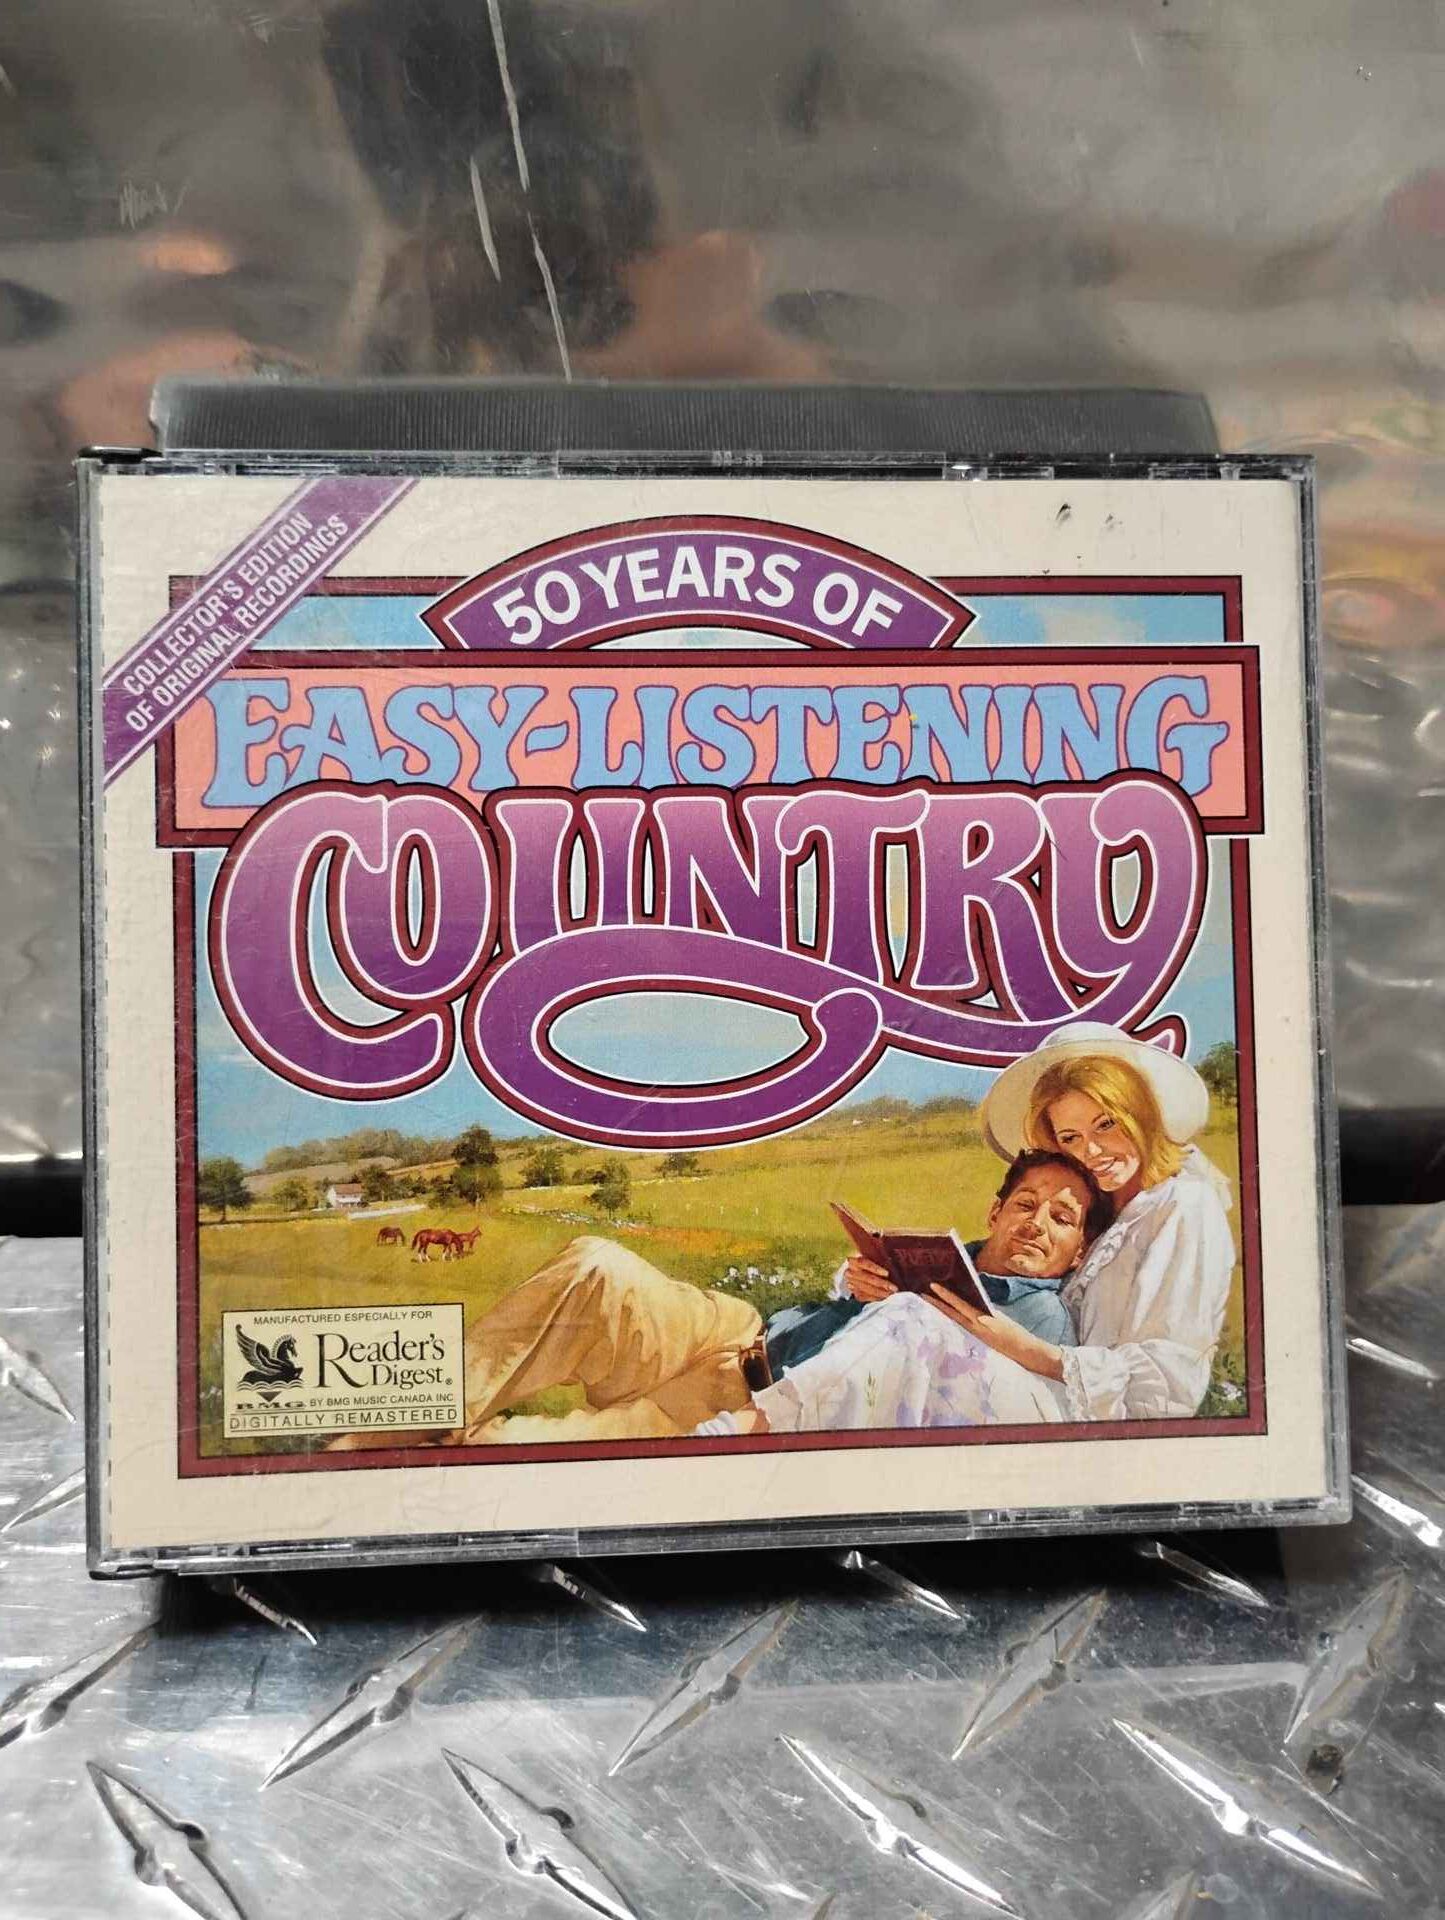 COLLECTOR'S EDITION
OF ORIGINAL RECORDINGS
50 YEARS OF
EASY-LISTENING
COUNTRY
POETRY
MANUFACTURED ESPECIALLY FOR
Reader's
Digest®
BMG BY BMG MUSIC CANADA INC.
DIGITALLY REMASTERED